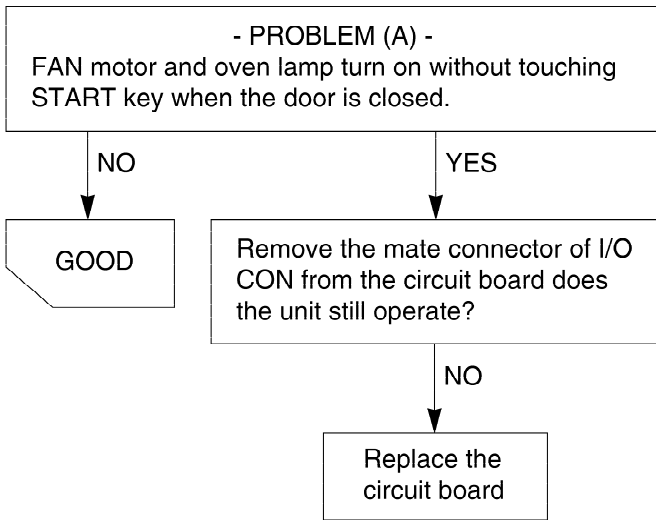 - PROBLEM (A) -
FAN motor and oven lamp turn on without touching
START key when the door is closed.
NO
YES
GOOD
Remove the mate connector of I/O
CON from the circuit board does
the unit still operate?
NO
Replace the
circuit board